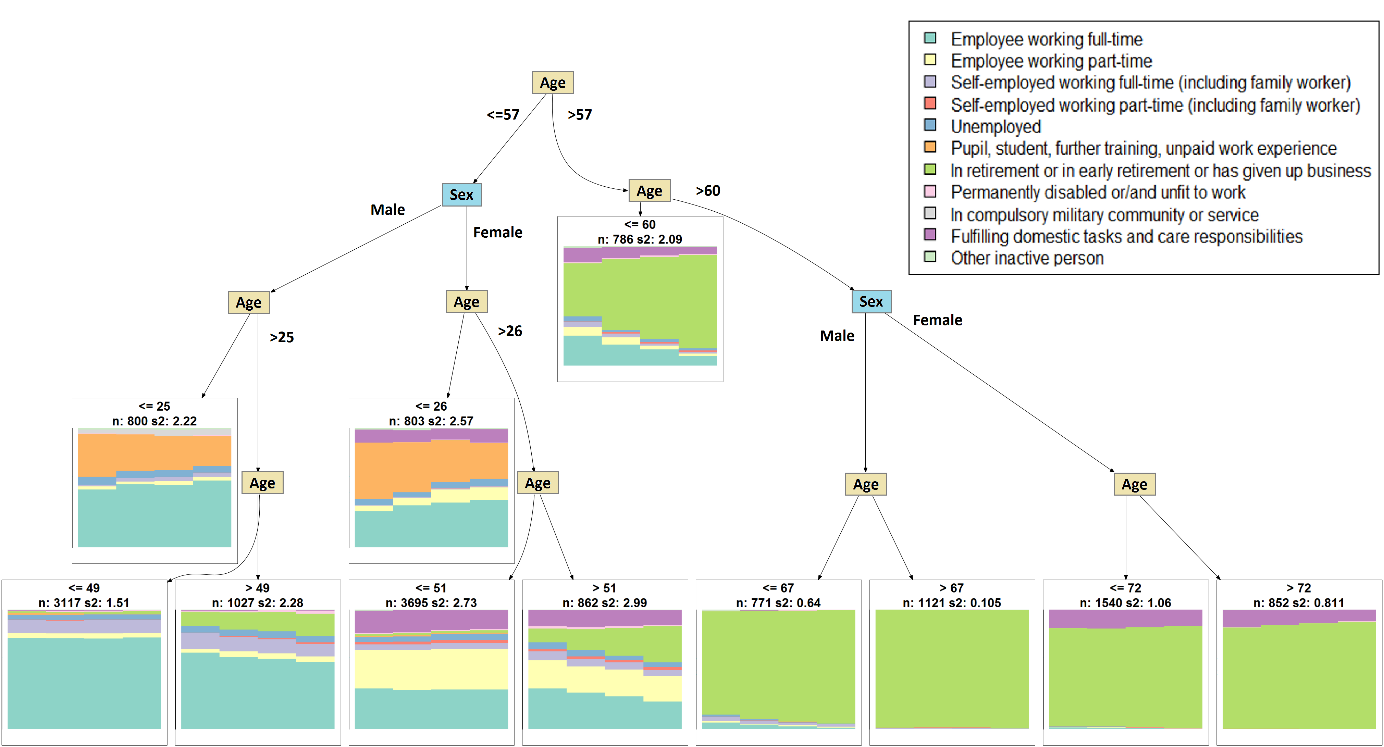 Employee working full-time
Employee working part-time
Self-employed working full-time (including family worker)
Self-employed working part-time (including family worker)
Unemployed
Pupil, student, further training, unpaid work experience
In retirement or in early retirement or has given up business
Permanently disabled or/and unfit to work
In compulsory military community or service
Fulfilling domestic tasks and care responsibilities
Other inactive person
Age
<=57
>57
Sex
Age
>60
Male
Female
<= 60
n: 786 s2: 2.09
Age
Age
Sex
>25
>26
Male
Female
<= 25
n: 800 s2: 2.22
<= 26
n: 803 s2: 2.57
Age
Age
Age
Age
<= 49
n: 3117 s2: 1.51
> 49
n: 1027 s2: 2.28
<= 51
n: 3695 s2: 2.73
> 51
n: 862 s2: 2.99
<= 67
n: 771 s2: 0.64
> 67
n: 1121 s2: 0.105
<= 72
n: 1540 s2: 1.06
> 72
n: 852 s2: 0.811